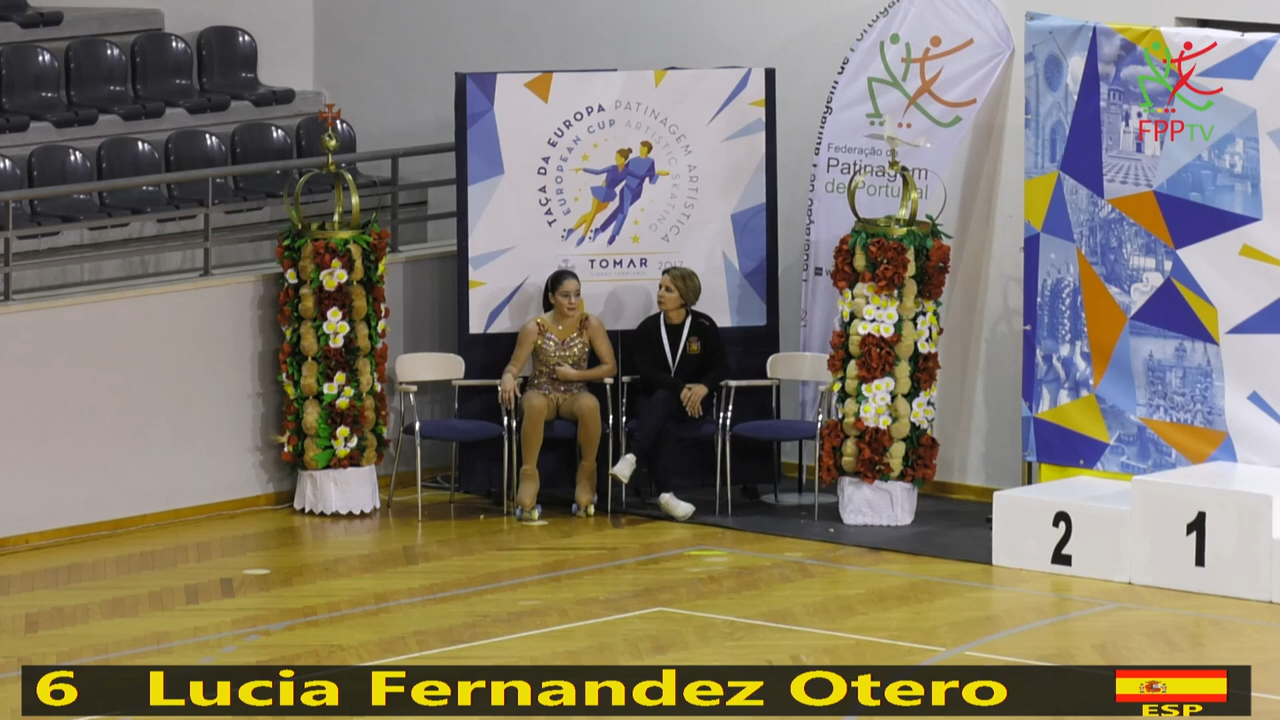 FPPTV
Federação de
Patinagem
de Portugal
TAÇA DA EUROPA PATINAGEM ARTÍSTICA
EUROPEAN CUP ARTISTIC SKATING
TOMAR
2017
2
1
6 Lucia Fernandez Otero
ESP